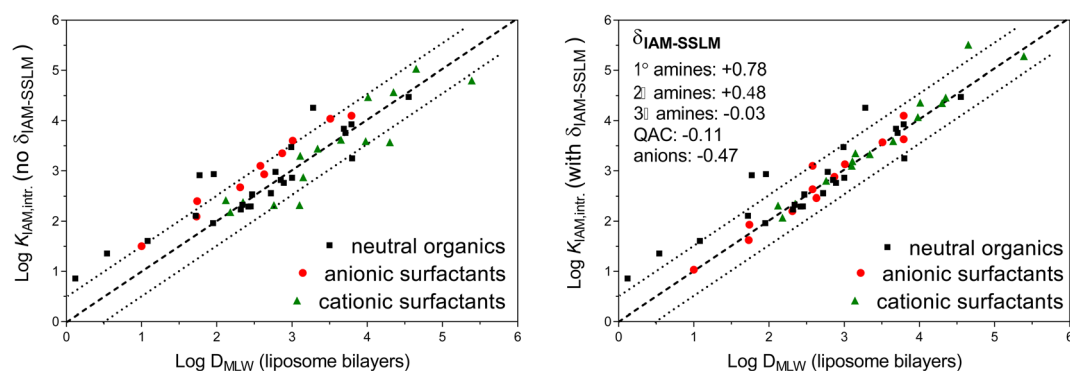 Log K_IAM,intr. (no δ_IAM-SSLM)
6
5
4
3
2
1
0
0 1 2 3 4 5 6
Log D_MLW (liposome bilayers)
neutral organics
anionic surfactants
cationic surfactants
Log K_IAM,intr. (with δ_IAM-SSLM)
6
5
4
3
2
1
0
0 1 2 3 4 5 6
Log D_MLW (liposome bilayers)
δ_IAM-SSLM
1° amines: +0.78
2▯ amines: +0.48
3▯ amines: -0.03
QAC: -0.11
anions: -0.47
neutral organics
anionic surfactants
cationic surfactants